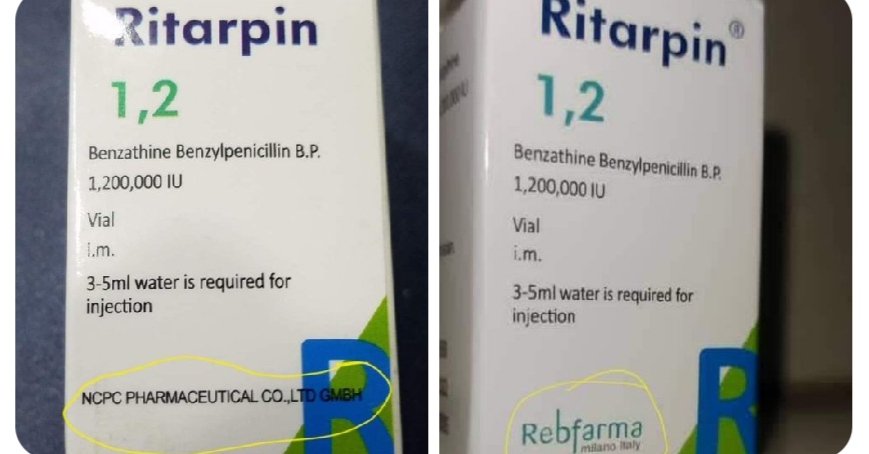 Ritarpin
1,2
Benzathine Benzylpenicillin B.P.
1,200,000 IU
Vial
i.m.
3-5ml water is required for
injection
NCPC PHARMACEUTICAL CO.,LTD GMBH
R
Ritarpin®
1,2
Benzathine Benzylpenicillin B.P.
1,200,000 IU
Vial
i.m.
3-5ml water is required for
injection
Rebfarma
milano Italy
R